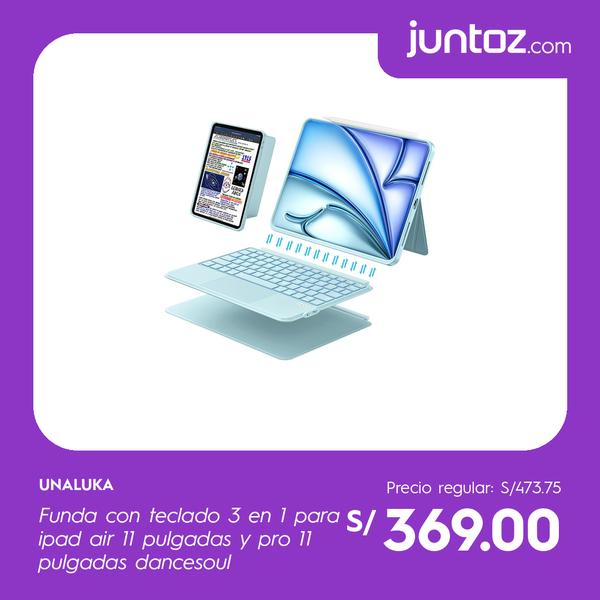 juntoz.com
UNALUKA
Funda con teclado 3 en 1 para
ipad air 11 pulgadas y pro 11
pulgadas dancesoul
Precio regular: S/473.75
S/ 369.00